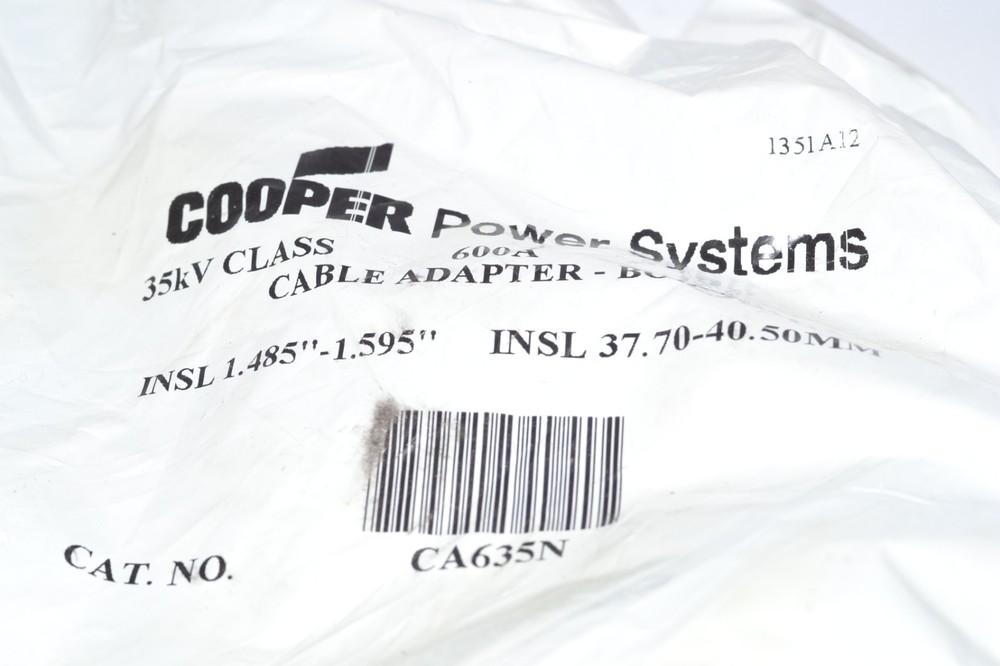 1351A12
COOPER Power Systems
35kV CLASS 600A
CABLE ADAPTER -
INSL 1.485"-1.595" INSL 37.70-40.50MM
CAT. NO. CA635N